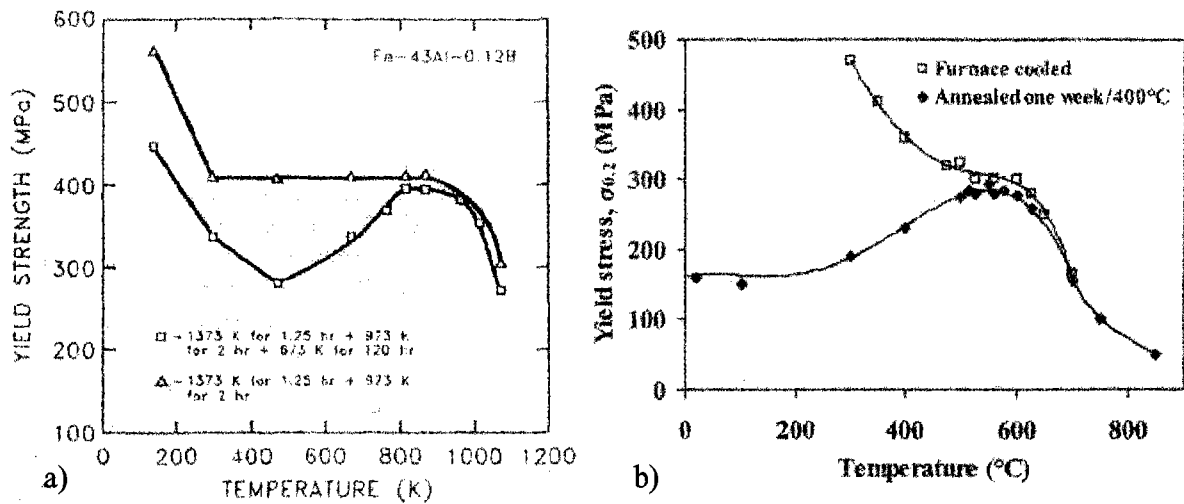 600
500
400
300
200
100
YIELD STRENGTH (MPa)
Fe-43Al-0.12B
□ - 1373 K for 1.25 hr + 973 K
for 2 hr + 673 K for 120 hr
△ - 1373 K for 1.25 hr + 973 K
for 2 hr
0 200 400 600 800 1000 1200
TEMPERATURE (K)
a)
500
400
300
200
100
0
Yield stress, σ0.2 (MPa)
□ Furnace cooled
◆ Annealed one week/400°C
0 200 400 600 800
Temperature (°C)
b)